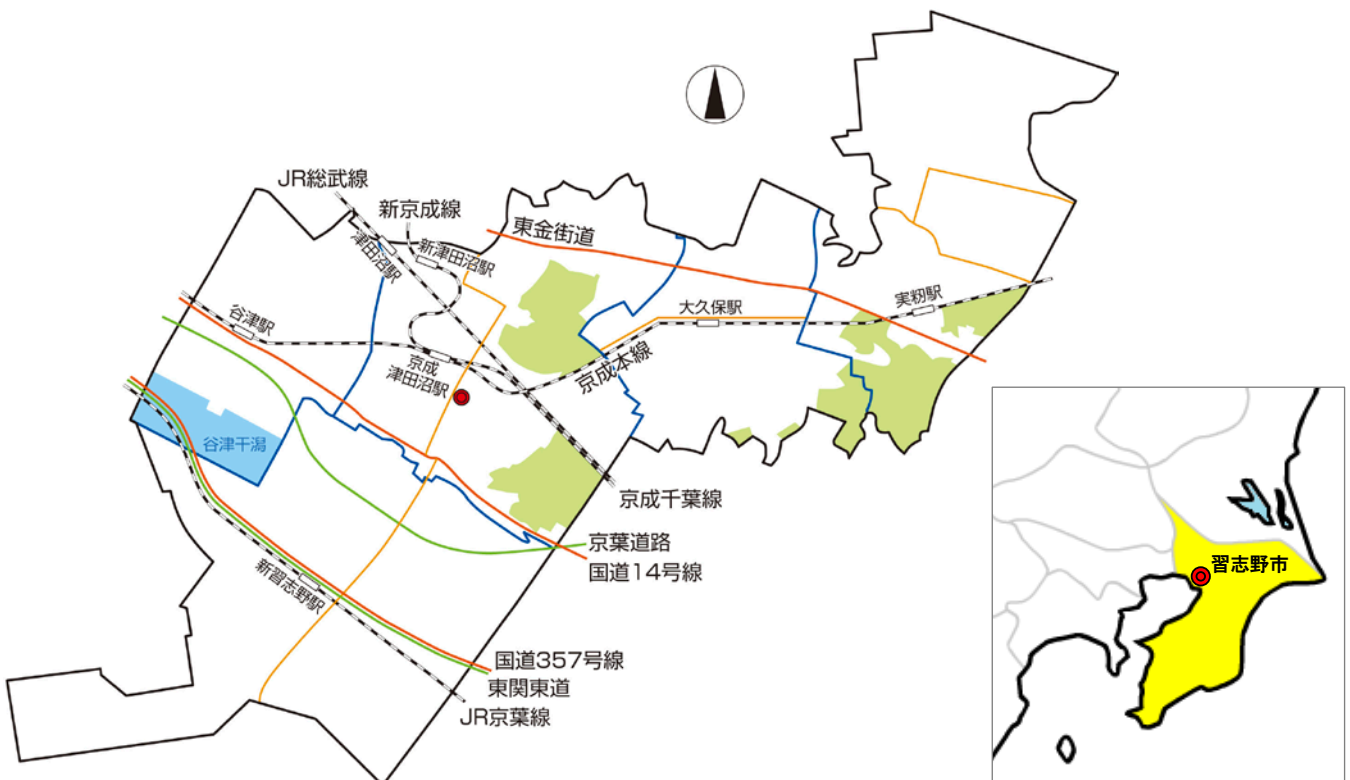 JR総武線
新京成線
津田沼駅
新津田沼駅
東金街道
谷津駅
大久保駅
実籾駅
京成
津田沼駅
京成本線
谷津干潟
京成千葉線
京葉道路
国道14号線
新習志野駅
国道357号線
東関東道
JR京葉線
習志野市